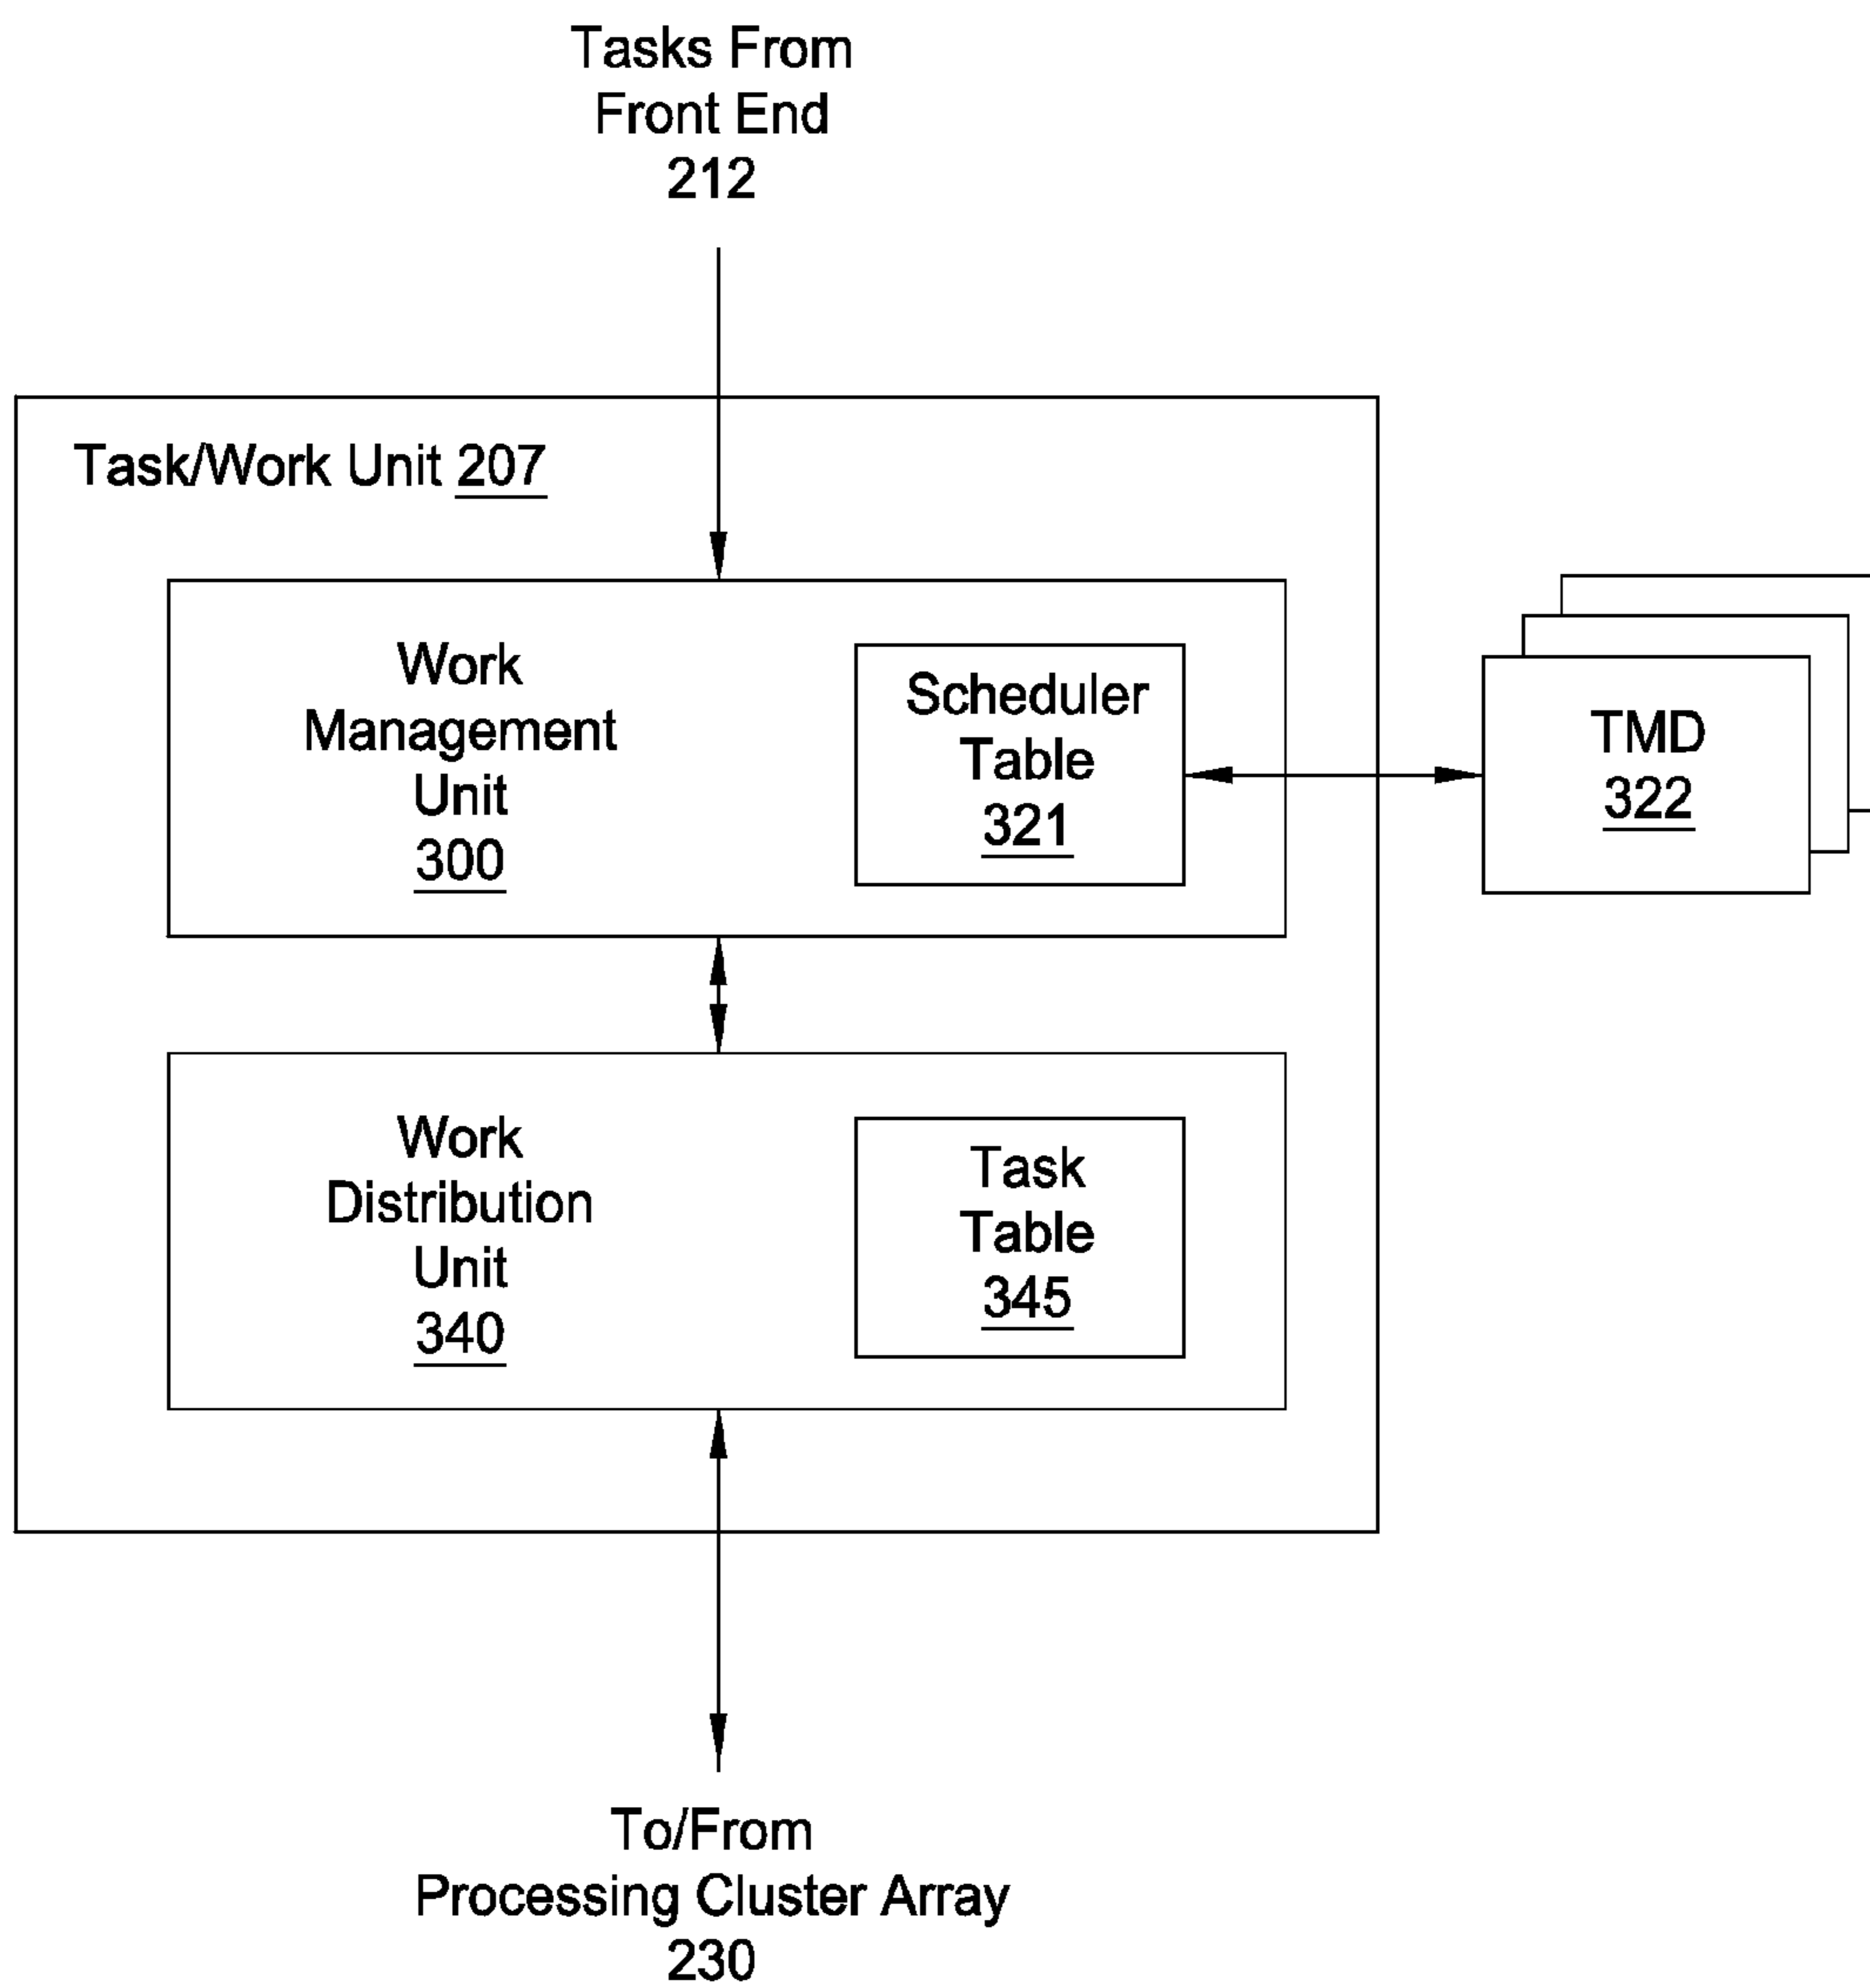 Tasks From
Front End
212
Task/Work Unit 207
Work
Management
Unit
300
Scheduler
Table
321
TMD
322
Work
Distribution
Unit
340
Task
Table
345
To/From
Processing Cluster Array
230